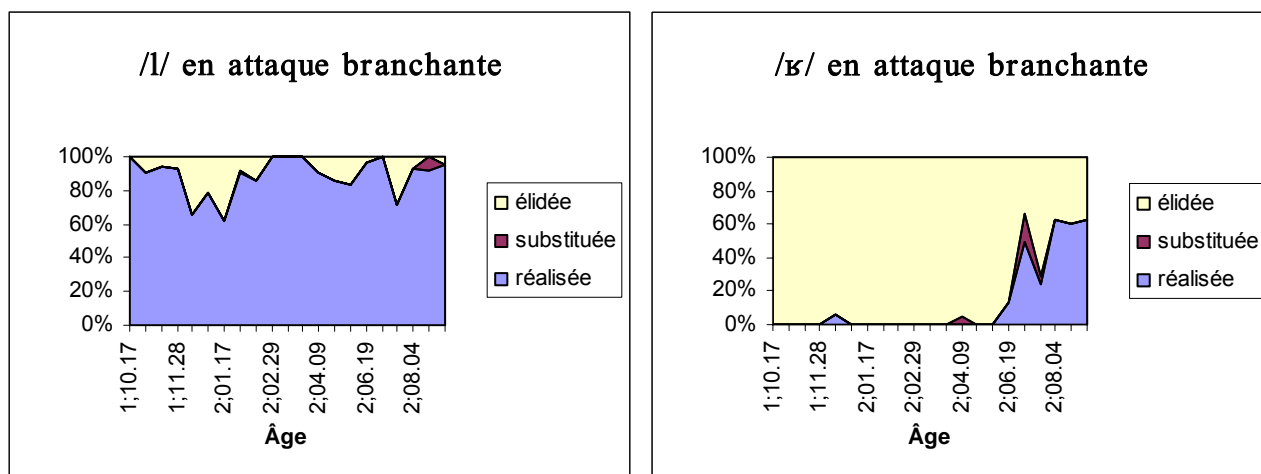 /l/ en attaque branchante
100%
80%
60%
40%
20%
0%
1;10.17
1;11.28
2;01.17
2;02.29
2;04.09
2;06.19
2;08.04
Âge
élidée
substituée
réalisée
/ʁ/ en attaque branchante
100%
80%
60%
40%
20%
0%
1;10.17
1;11.28
2;01.17
2;02.29
2;04.09
2;06.19
2;08.04
Âge
élidée
substituée
réalisée